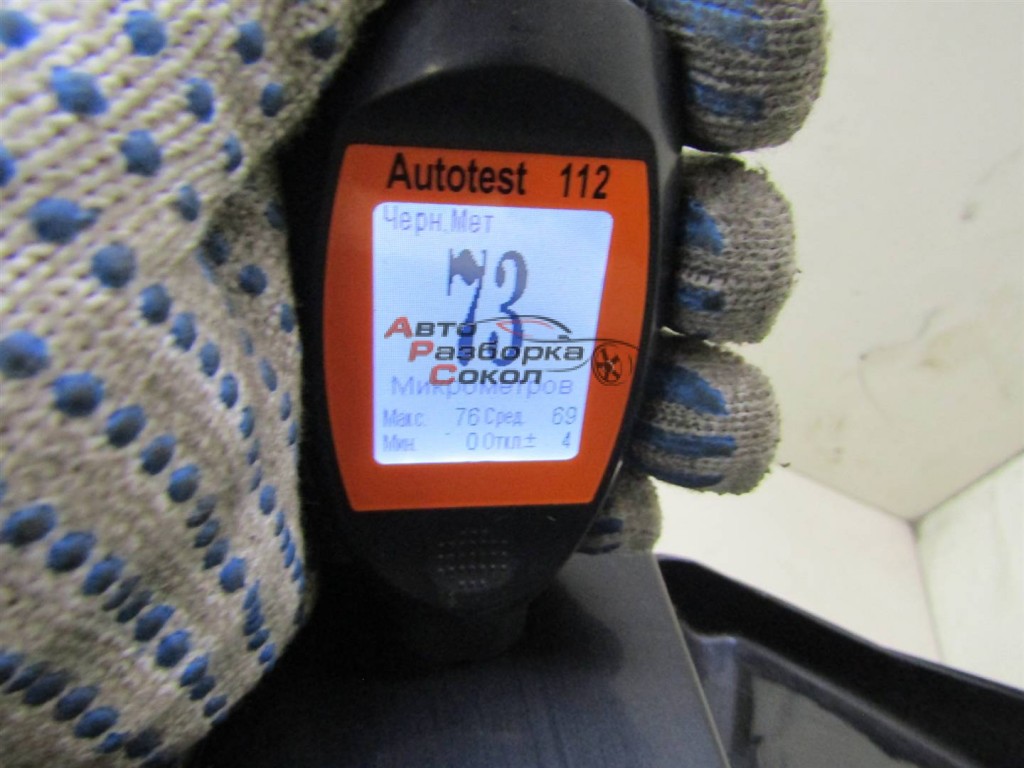 Autotest 112
Черн.Мет
73
Авто
Разборка
Сокол
Микрометров
Макс. 76 Сред. 69
Мин. 0 Откл ± 4